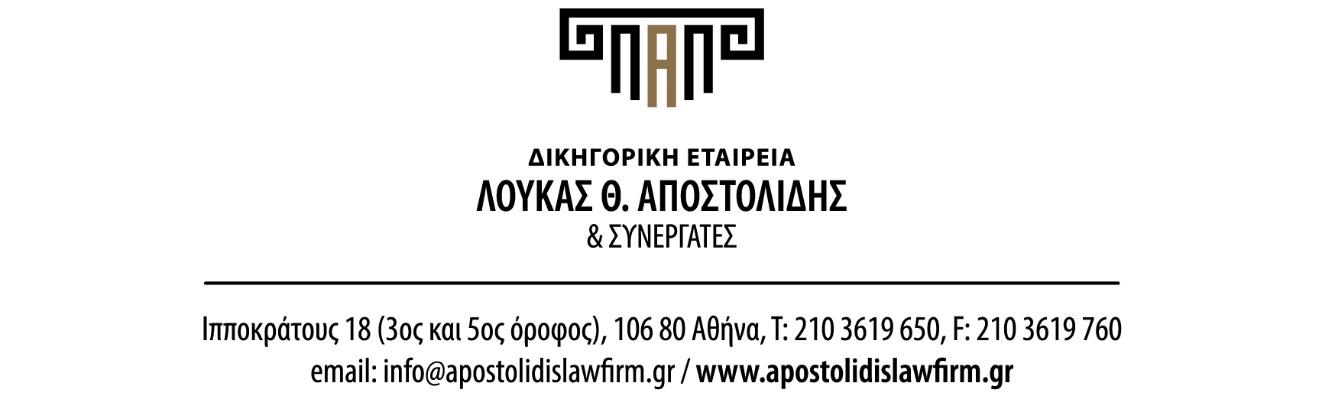 ΔΙΚΗΓΟΡΙΚΗ ΕΤΑΙΡΕΙΑ
ΛΟΥΚΑΣ Θ. ΑΠΟΣΤΟΛΙΔΗΣ
& ΣΥΝΕΡΓΑΤΕΣ
Ιπποκράτους 18 (3ος και 5ος όροφος), 106 80 Αθήνα, Τ: 210 3619 650, F: 210 3619 760
email: info@apostolidislawfirm.gr / www.apostolidislawfirm.gr